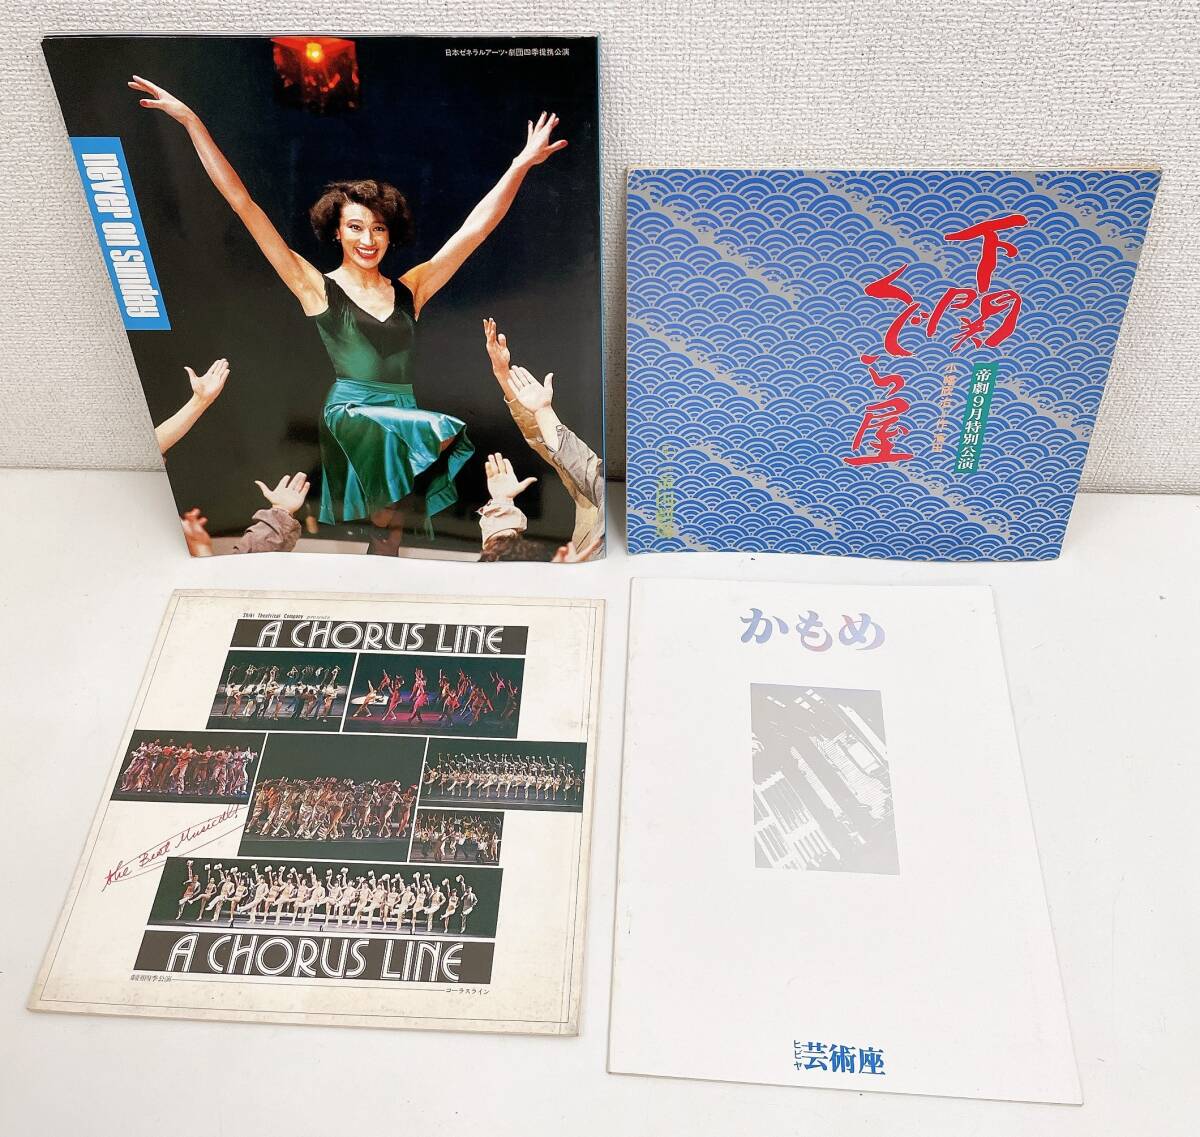 日本ゼネラルアーツ・劇団四季提携公演
never on sunday
下関の
くじら屋
帝劇9月特別公演
Shiki Theatrical Company presents
A CHORUS LINE
the Best Musical!
A CHORUS LINE
劇団四季公演
コーラスライン
かもめ
ヒビヤ
芸術座